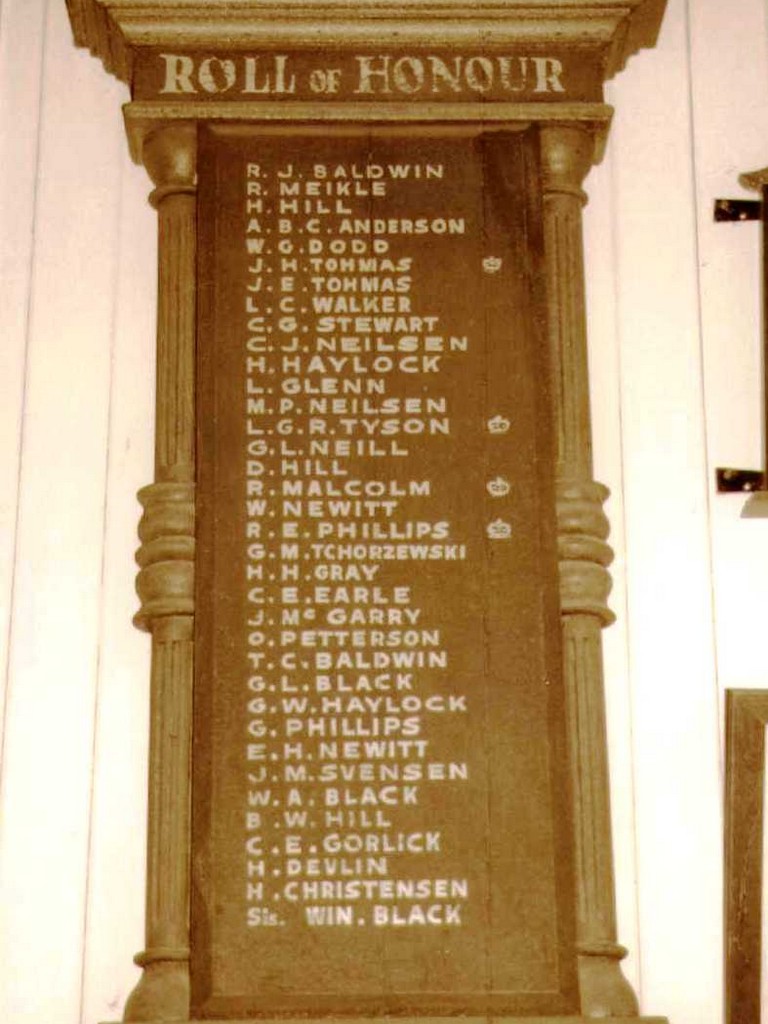 ROLL OF HONOUR
R. J. BALDWIN
R. MEIKLE
H. HILL
A. B. C. ANDERSON
W. G. DODD
J. H. TOHMAS
J. E. TOHMAS
L. C. WALKER
C. G. STEWART
C. J. NEILSEN
H. HAYLOCK
L. GLENN
M. P. NEILSEN
L. G. R. TYSON
G. L. NEILL
D. HILL
R. MALCOLM
W. NEWITT
R. E. PHILLIPS
G. M. TCHORZEWSKI
H. H. GRAY
C. E. EARLE
J. Mc GARRY
O. PETTERSON
T. C. BALDWIN
G. L. BLACK
G. W. HAYLOCK
G. PHILLIPS
E. H. NEWITT
J. M. SVENSEN
W. A. BLACK
B. W. HILL
C. E. GORLICK
H. DEVLIN
H. CHRISTENSEN
Sis. WIN. BLACK